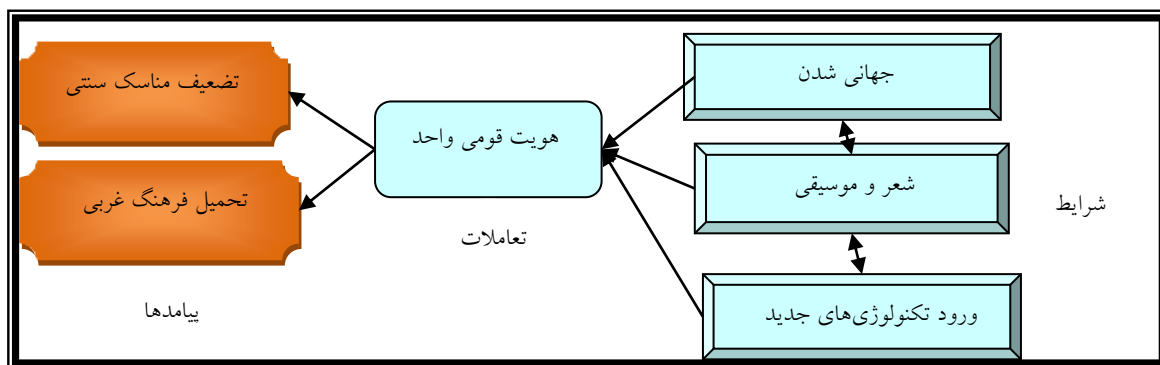 جهانی شدن
شعر و موسیقی
ورود تکنولوژی‌های جدید
شرایط
هویت قومی واحد
تعاملات
تضعیف مناسک سنتی
تحمیل فرهنگ غربی
پیامدها